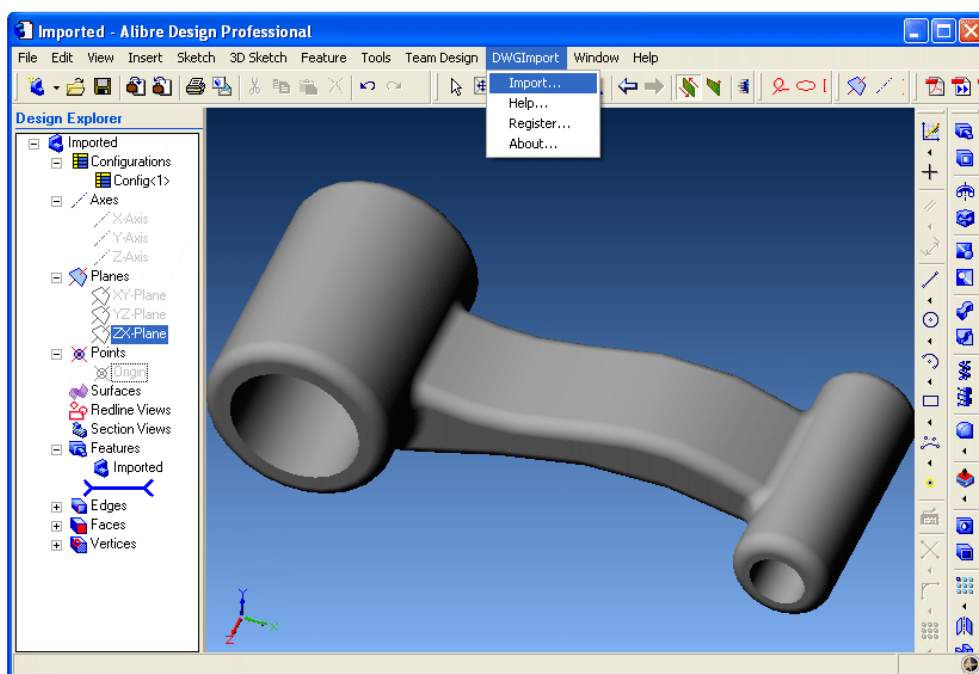 Imported - Alibre Design Professional
File Edit View Insert Sketch 3D Sketch Feature Tools Team Design DWGImport Window Help
Import...
Help...
Register...
About...
Design Explorer
Imported
Configurations
Config<1>
Axes
X-Axis
Y-Axis
Z-Axis
Planes
XY-Plane
YZ-Plane
ZX-Plane
Points
Origin
Surfaces
Redline Views
Section Views
Features
Imported
Edges
Faces
Vertices
Y
X
Z